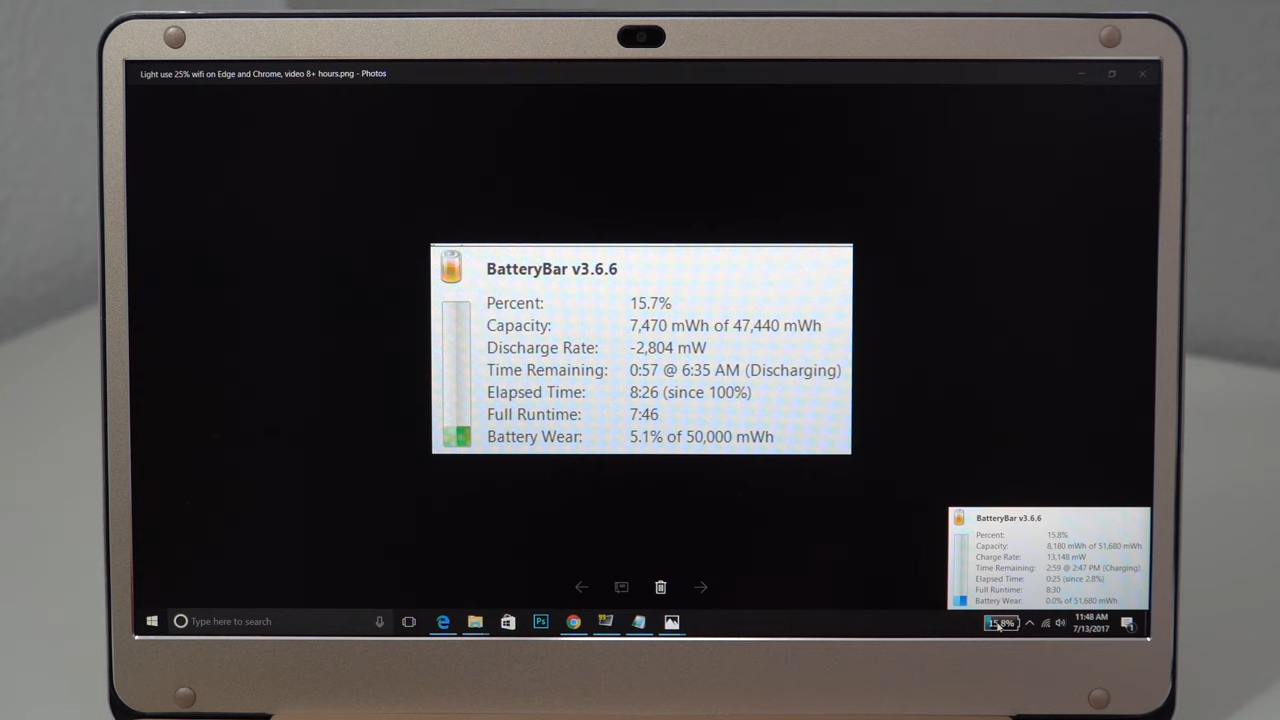 Light use 25% wifi on Edge and Chrome, video 8+ hours.png - Photos
BatteryBar v3.6.6
Percent: 15.7%
Capacity: 7,470 mWh of 47,440 mWh
Discharge Rate: -2,804 mW
Time Remaining: 0:57 @ 6:35 AM (Discharging)
Elapsed Time: 8:26 (since 100%)
Full Runtime: 7:46
Battery Wear: 5.1% of 50,000 mWh
BatteryBar v3.6.6
Percent: 15.8%
Capacity: 8,180 mWh of 51,680 mWh
Charge Rate: 13,148 mW
Time Remaining: 2:59 @ 2:47 PM (Charging)
Elapsed Time: 0:25 (since 2.8%)
Full Runtime: 8:30
Battery Wear: 0.0% of 51,680 mWh
Type here to search
Ps
15.8%
11:48 AM
7/13/2017
1